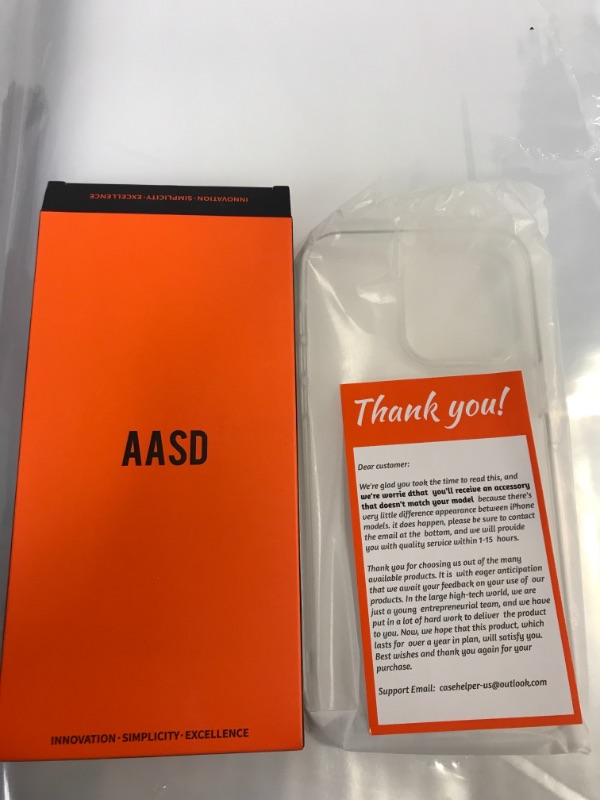 INNOVATION·SIMPLICITY·EXCELLENCE
AASD
INNOVATION·SIMPLICITY·EXCELLENCE
Thank you!
Dear customer:
We're glad you took the time to read this, and
we're worrie dthat you'll receive an accessory
that doesn't match your model because there's
very little difference appearance between iPhone
models. it does happen, please be sure to contact
the email at the bottom, and we will provide
you with quality service within 1-15 hours.
Thank you for choosing us out of the many
available products. It is with eager anticipation
that we await your feedback on your use of our
products. In the large high-tech world, we are
just a young entrepreneurial team, and we have
put in a lot of hard work to deliver the product
to you. Now, we hope that this product, which
lasts for over a year in plan, will satisfy you.
Best wishes and thank you again for your
purchase.
Support Email: casehelper-us@outlook.com